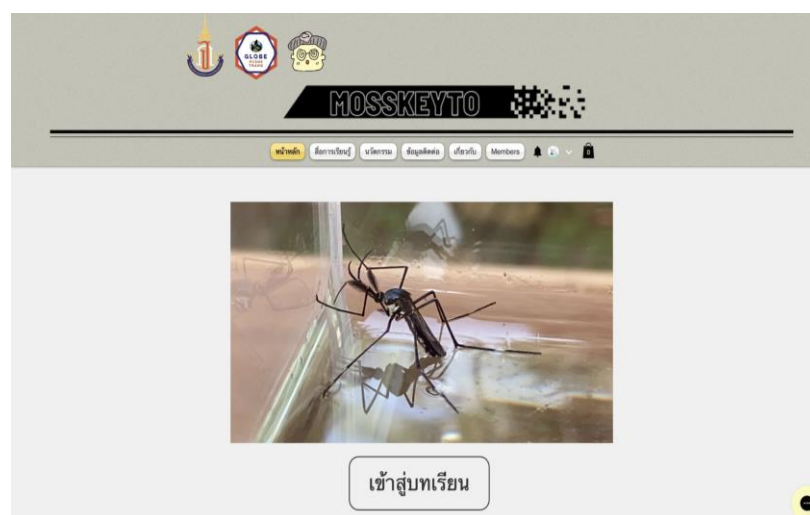 GLOBE
MOSSKEYTO
หน้าหลัก สื่อการเรียนรู้ นวัตกรรม ข้อมูลติดต่อ เกี่ยวกับ Members 0
เข้าสู่บทเรียน